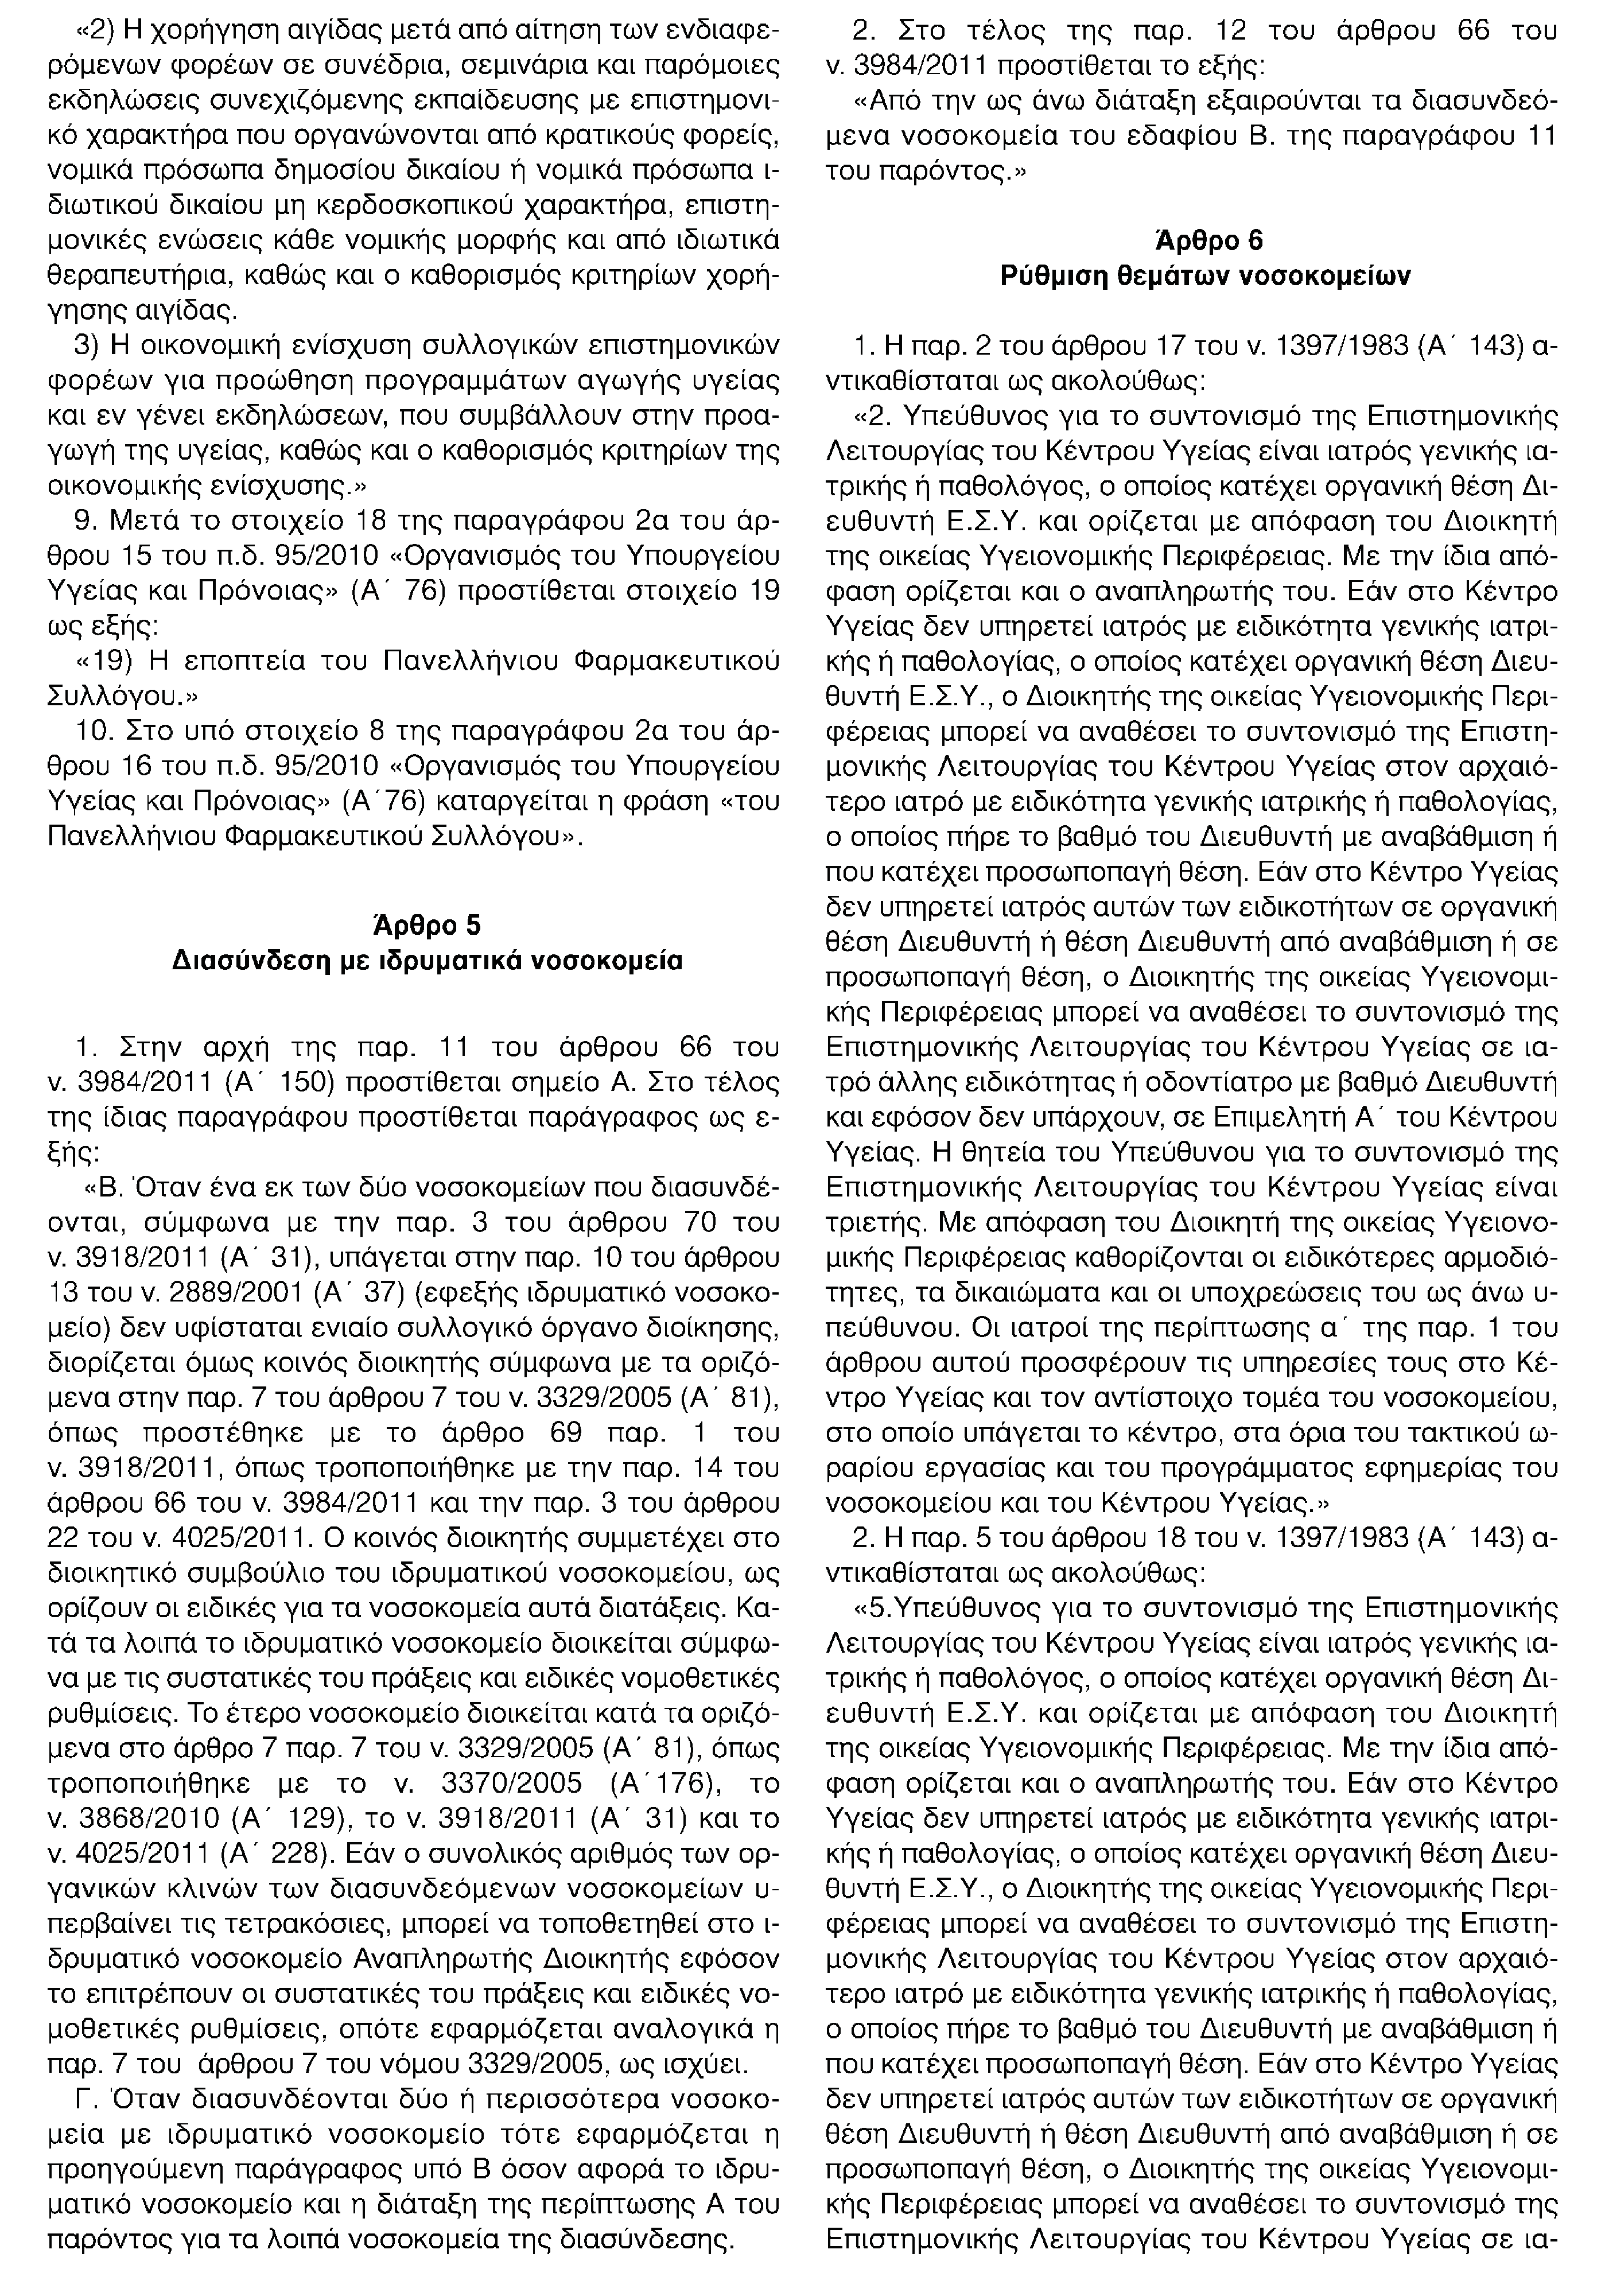 «2) Η χορήγηση αιγίδας μετά από αίτηση των ενδιαφε-
ρόμενων φορέων σε συνέδρια, σεμινάρια και παρόμοιες
εκδηλώσεις συνεχιζόμενης εκπαίδευσης με επιστημονι-
κό χαρακτήρα που οργανώνονται από κρατικούς φορείς,
νομικά πρόσωπα δημοσίου δικαίου ή νομικά πρόσωπα ι-
διωτικού δικαίου μη κερδοσκοπικού χαρακτήρα, επιστη-
μονικές ενώσεις κάθε νομικής μορφής και από ιδιωτικά
θεραπευτήρια, καθώς και ο καθορισμός κριτηρίων χορή-
γησης αιγίδας.
3) Η οικονομική ενίσχυση συλλογικών επιστημονικών
φορέων για προώθηση προγραμμάτων αγωγής υγείας
και εν γένει εκδηλώσεων, που συμβάλλουν στην προα-
γωγή της υγείας, καθώς και ο καθορισμός κριτηρίων της
οικονομικής ενίσχυσης.»
9. Μετά το στοιχείο 18 της παραγράφου 2α του άρ-
θρου 15 του π.δ. 95/2010 «Οργανισμός του Υπουργείου
Υγείας και Πρόνοιας» (Α΄ 76) προστίθεται στοιχείο 19
ως εξής:
«19) Η εποπτεία του Πανελλήνιου Φαρμακευτικού
Συλλόγου.»
10. Στο υπό στοιχείο 8 της παραγράφου 2α του άρ-
θρου 16 του π.δ. 95/2010 «Οργανισμός του Υπουργείου
Υγείας και Πρόνοιας» (Α΄76) καταργείται η φράση «του
Πανελλήνιου Φαρμακευτικού Συλλόγου».
Άρθρο 5
Διασύνδεση με ιδρυματικά νοσοκομεία
1. Στην αρχή της παρ. 11 του άρθρου 66 του
ν. 3984/2011 (Α΄ 150) προστίθεται σημείο Α. Στο τέλος
της ίδιας παραγράφου προστίθεται παράγραφος ως ε-
ξής:
«Β. Όταν ένα εκ των δύο νοσοκομείων που διασυνδέ-
ονται, σύμφωνα με την παρ. 3 του άρθρου 70 του
ν. 3918/2011 (Α΄ 31), υπάγεται στην παρ. 10 του άρθρου
13 του ν. 2889/2001 (Α΄ 37) (εφεξής ιδρυματικό νοσοκο-
μείο) δεν υφίσταται ενιαίο συλλογικό όργανο διοίκησης,
διορίζεται όμως κοινός διοικητής σύμφωνα με τα οριζό-
μενα στην παρ. 7 του άρθρου 7 του ν. 3329/2005 (Α΄ 81),
όπως προστέθηκε με το άρθρο 69 παρ. 1 του
ν. 3918/2011, όπως τροποποιήθηκε με την παρ. 14 του
άρθρου 66 του ν. 3984/2011 και την παρ. 3 του άρθρου
22 του ν. 4025/2011. Ο κοινός διοικητής συμμετέχει στο
διοικητικό συμβούλιο του ιδρυματικού νοσοκομείου, ως
ορίζουν οι ειδικές για τα νοσοκομεία αυτά διατάξεις. Κα-
τά τα λοιπά το ιδρυματικό νοσοκομείο διοικείται σύμφω-
να με τις συστατικές του πράξεις και ειδικές νομοθετικές
ρυθμίσεις. Το έτερο νοσοκομείο διοικείται κατά τα οριζό-
μενα στο άρθρο 7 παρ. 7 του ν. 3329/2005 (Α΄ 81), όπως
τροποποιήθηκε με το ν. 3370/2005 (Α΄176), το
ν. 3868/2010 (Α΄ 129), το ν. 3918/2011 (Α΄ 31) και το
ν. 4025/2011 (Α΄ 228). Εάν ο συνολικός αριθμός των ορ-
γανικών κλινών των διασυνδεόμενων νοσοκομείων υ-
περβαίνει τις τετρακόσιες, μπορεί να τοποθετηθεί στο ι-
δρυματικό νοσοκομείο Αναπληρωτής Διοικητής εφόσον
το επιτρέπουν οι συστατικές του πράξεις και ειδικές νο-
μοθετικές ρυθμίσεις, οπότε εφαρμόζεται αναλογικά η
παρ. 7 του άρθρου 7 του νόμου 3329/2005, ως ισχύει.
Γ. Όταν διασυνδέονται δύο ή περισσότερα νοσοκο-
μεία με ιδρυματικό νοσοκομείο τότε εφαρμόζεται η
προηγούμενη παράγραφος υπό Β όσον αφορά το ιδρυ-
ματικό νοσοκομείο και η διάταξη της περίπτωσης Α του
παρόντος για τα λοιπά νοσοκομεία της διασύνδεσης.
2. Στο τέλος της παρ. 12 του άρθρου 66 του
ν. 3984/2011 προστίθεται το εξής:
«Από την ως άνω διάταξη εξαιρούνται τα διασυνδεό-
μενα νοσοκομεία του εδαφίου Β. της παραγράφου 11
του παρόντος.»
Άρθρο 6
Ρύθμιση θεμάτων νοσοκομείων
1. Η παρ. 2 του άρθρου 17 του ν. 1397/1983 (Α΄ 143) α-
ντικαθίσταται ως ακολούθως:
«2. Υπεύθυνος για το συντονισμό της Επιστημονικής
Λειτουργίας του Κέντρου Υγείας είναι ιατρός γενικής ια-
τρικής ή παθολόγος, ο οποίος κατέχει οργανική θέση Δι-
ευθυντή Ε.Σ.Υ. και ορίζεται με απόφαση του Διοικητή
της οικείας Υγειονομικής Περιφέρειας. Με την ίδια από-
φαση ορίζεται και ο αναπληρωτής του. Εάν στο Κέντρο
Υγείας δεν υπηρετεί ιατρός με ειδικότητα γενικής ιατρι-
κής ή παθολογίας, ο οποίος κατέχει οργανική θέση Διευ-
θυντή Ε.Σ.Υ., ο Διοικητής της οικείας Υγειονομικής Περι-
φέρειας μπορεί να αναθέσει το συντονισμό της Επιστη-
μονικής Λειτουργίας του Κέντρου Υγείας στον αρχαιό-
τερο ιατρό με ειδικότητα γενικής ιατρικής ή παθολογίας,
ο οποίος πήρε το βαθμό του Διευθυντή με αναβάθμιση ή
που κατέχει προσωποπαγή θέση. Εάν στο Κέντρο Υγείας
δεν υπηρετεί ιατρός αυτών των ειδικοτήτων σε οργανική
θέση Διευθυντή ή θέση Διευθυντή από αναβάθμιση ή σε
προσωποπαγή θέση, ο Διοικητής της οικείας Υγειονομι-
κής Περιφέρειας μπορεί να αναθέσει το συντονισμό της
Επιστημονικής Λειτουργίας του Κέντρου Υγείας σε ια-
τρό άλλης ειδικότητας ή οδοντίατρο με βαθμό Διευθυντή
και εφόσον δεν υπάρχουν, σε Επιμελητή Α΄ του Κέντρου
Υγείας. Η θητεία του Υπεύθυνου για το συντονισμό της
Επιστημονικής Λειτουργίας του Κέντρου Υγείας είναι
τριετής. Με απόφαση του Διοικητή της οικείας Υγειονο-
μικής Περιφέρειας καθορίζονται οι ειδικότερες αρμοδιό-
τητες, τα δικαιώματα και οι υποχρεώσεις του ως άνω υ-
πεύθυνου. Οι ιατροί της περίπτωσης α΄ της παρ. 1 του
άρθρου αυτού προσφέρουν τις υπηρεσίες τους στο Κέ-
ντρο Υγείας και τον αντίστοιχο τομέα του νοσοκομείου,
στο οποίο υπάγεται το κέντρο, στα όρια του τακτικού ω-
ραρίου εργασίας και του προγράμματος εφημερίας του
νοσοκομείου και του Κέντρου Υγείας.»
2. Η παρ. 5 του άρθρου 18 του ν. 1397/1983 (Α΄ 143) α-
ντικαθίσταται ως ακολούθως:
«5.Υπεύθυνος για το συντονισμό της Επιστημονικής
Λειτουργίας του Κέντρου Υγείας είναι ιατρός γενικής ια-
τρικής ή παθολόγος, ο οποίος κατέχει οργανική θέση Δι-
ευθυντή Ε.Σ.Υ. και ορίζεται με απόφαση του Διοικητή
της οικείας Υγειονομικής Περιφέρειας. Με την ίδια από-
φαση ορίζεται και ο αναπληρωτής του. Εάν στο Κέντρο
Υγείας δεν υπηρετεί ιατρός με ειδικότητα γενικής ιατρι-
κής ή παθολογίας, ο οποίος κατέχει οργανική θέση Διευ-
θυντή Ε.Σ.Υ., ο Διοικητής της οικείας Υγειονομικής Περι-
φέρειας μπορεί να αναθέσει το συντονισμό της Επιστη-
μονικής Λειτουργίας του Κέντρου Υγείας στον αρχαιό-
τερο ιατρό με ειδικότητα γενικής ιατρικής ή παθολογίας,
ο οποίος πήρε το βαθμό του Διευθυντή με αναβάθμιση ή
που κατέχει προσωποπαγή θέση. Εάν στο Κέντρο Υγείας
δεν υπηρετεί ιατρός αυτών των ειδικοτήτων σε οργανική
θέση Διευθυντή ή θέση Διευθυντή από αναβάθμιση ή σε
προσωποπαγή θέση, ο Διοικητής της οικείας Υγειονομι-
κής Περιφέρειας μπορεί να αναθέσει το συντονισμό της
Επιστημονικής Λειτουργίας του Κέντρου Υγείας σε ια-